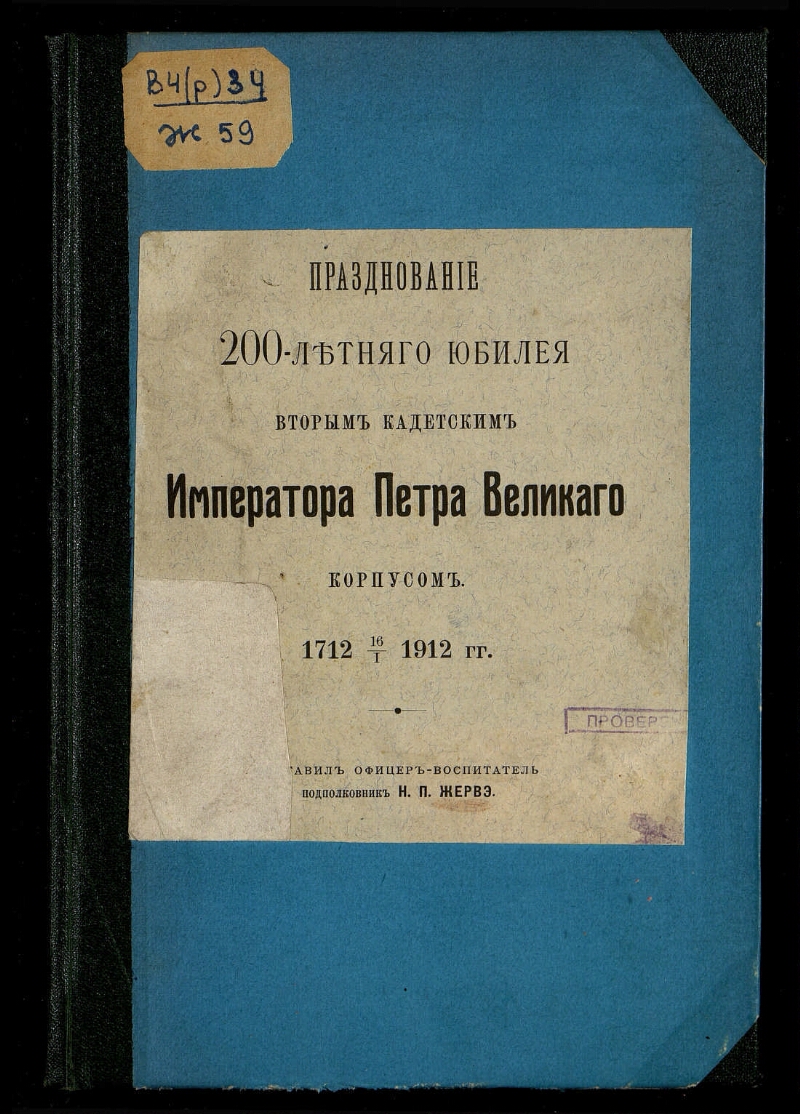 В4(р)34
Ж 59
ПРАЗДНОВАНІЕ
200-ЛѢТНЯГО ЮБИЛЕЯ
ВТОРЫМЪ КАДЕТСКИМЪ
Императора Петра Великаго
КОРПУСОМЪ.
1712 16/I 1912 гг.
ПРОВЕР
АВИЛЪ ОФИЦЕРЪ-ВОСПИТАТЕЛЬ
ПОДПОЛКОВНИКЪ Н. П. ЖЕРВЭ.